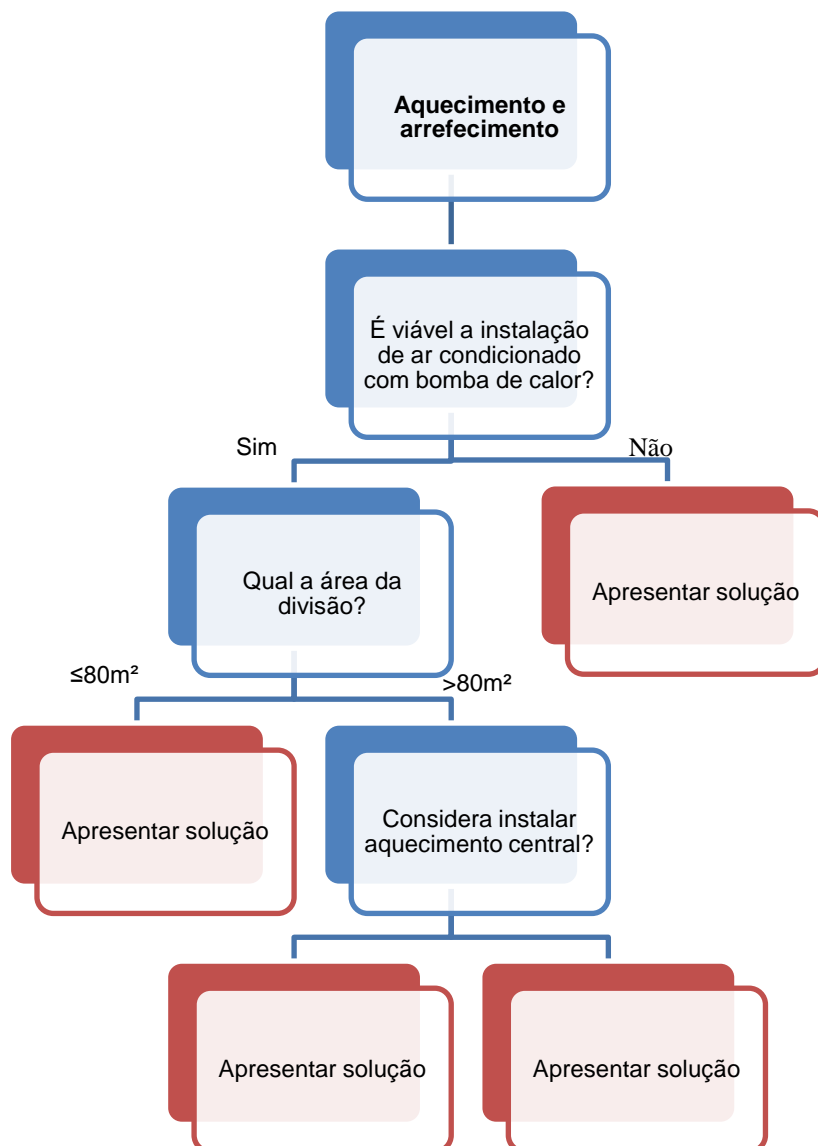 Aquecimento e
arrefecimento
É viável a instalação
de ar condicionado
com bomba de calor?
Sim
Não
Qual a área da
divisão?
Apresentar solução
≤80m²
>80m²
Apresentar solução
Considera instalar
aquecimento central?
Apresentar solução
Apresentar solução